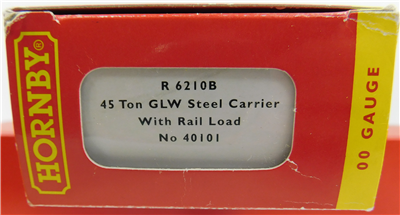 HORNBY®
R 6210B
45 Ton GLW Steel Carrier
With Rail Load
No 40101
00 GAUGE